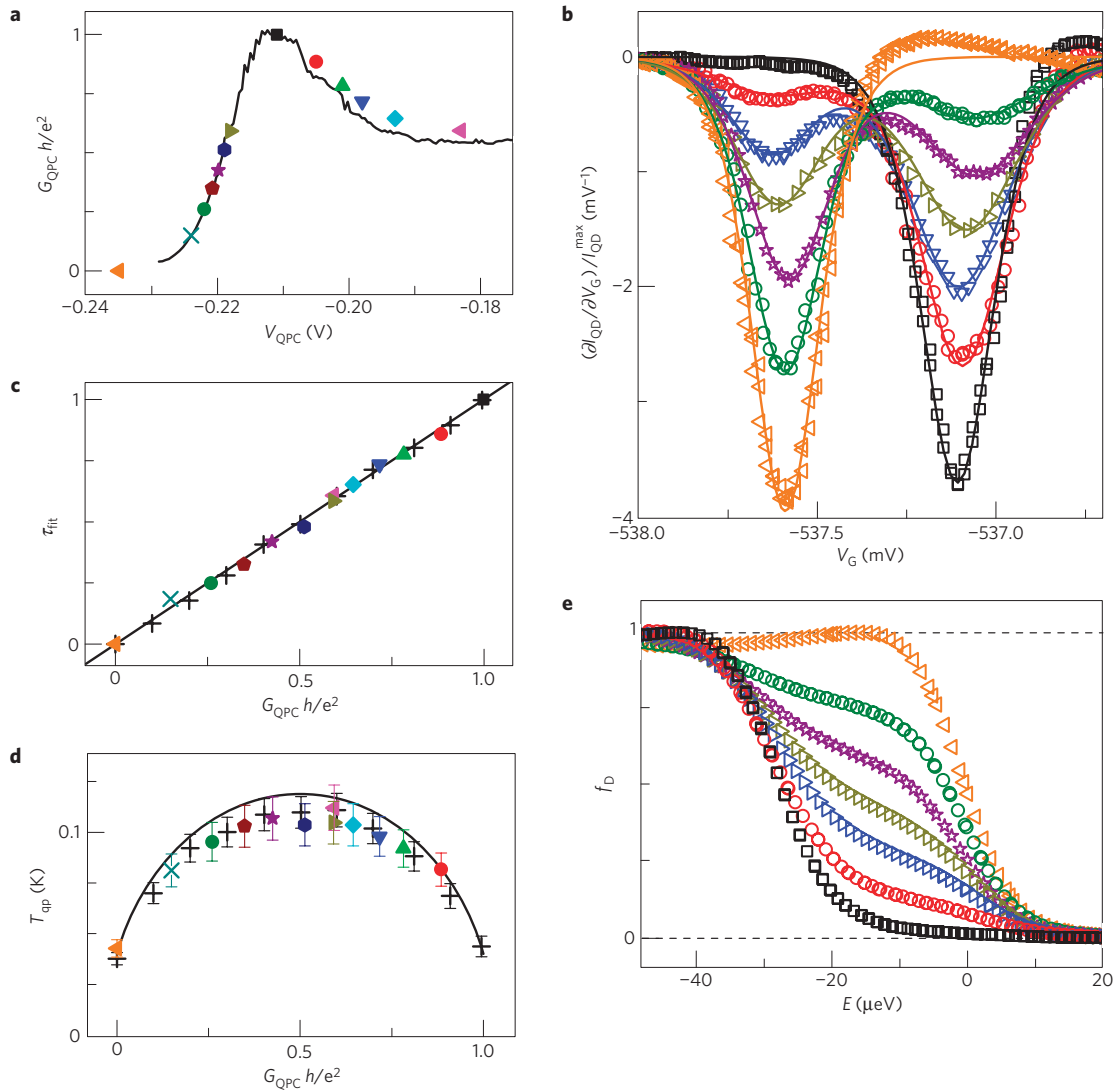 a
1
0
G_QPC h/e²
−0.24
−0.22
−0.20
−0.18
V_QPC (V)
b
0
−2
−4
(∂I_QD/∂V_G)/I_QD^max (mV⁻¹)
−538.0
−537.5
−537.0
V_G (mV)
c
1
0
τ_fit
0
0.5
1.0
G_QPC h/e²
d
0.1
0
T_qp (K)
0
0.5
1.0
G_QPC h/e²
e
1
0
f_D
−40
−20
0
20
E (μeV)